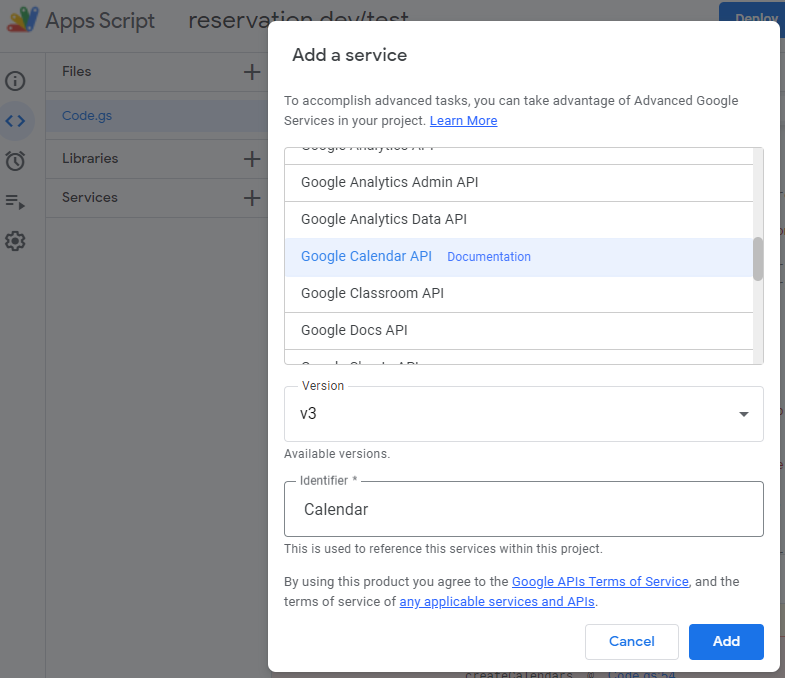 Apps Script
reservation dev/test
Deploy
Files
Code.gs
Libraries
Services
Add a service
To accomplish advanced tasks, you can take advantage of Advanced Google
Services in your project. Learn More
Google Analytics API
Google Analytics Admin API
Google Analytics Data API
Google Calendar API Documentation
Google Classroom API
Google Docs API
Google Sheets API
Version
v3
Available versions.
Identifier *
Calendar
This is used to reference this services within this project.
By using this product you agree to the Google APIs Terms of Service, and the
terms of service of any applicable services and APIs.
Cancel
Add
createCalendars @ Code.gs:54